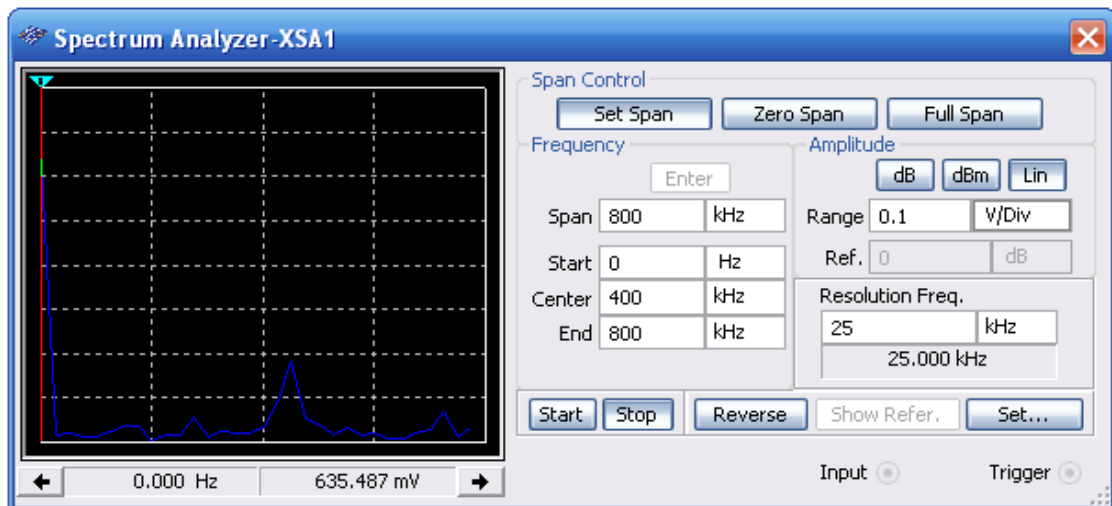 Spectrum Analyzer-XSA1
Span Control
Set Span Zero Span Full Span
Frequency
Enter
Span 800 kHz
Start 0 Hz
Center 400 kHz
End 800 kHz
Amplitude
dB dBm Lin
Range 0.1 V/Div
Ref. 0 dB
Resolution Freq.
25 kHz
25.000 kHz
Start Stop Reverse Show Refer. Set...
0.000 Hz 635.487 mV
Input Trigger